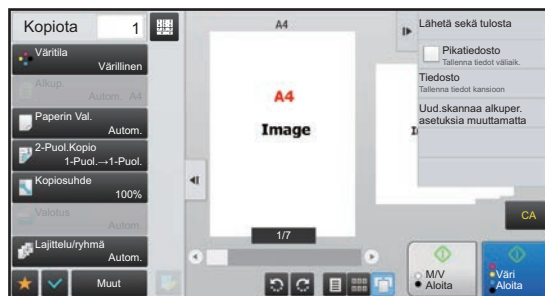 Kopiota
1
Väritila
Värillinen
Alkup.
Autom. A4
Paperin Val.
Autom.
2-Puol.Kopio
1-Puol.→1-Puol.
Kopiosuhde
100%
Valotus
Autom.
Lajittelu/ryhmä
Autom.
Muut
A4
A4
Image
1/7
Lähetä sekä tulosta
Pikatiedosto
Tallenna tiedot väliaik.
Tiedosto
Tallenna tiedot kansioon
Uud.skannaa alkuper.
asetuksia muuttamatta
CA
M/V
Aloita
Väri
Aloita